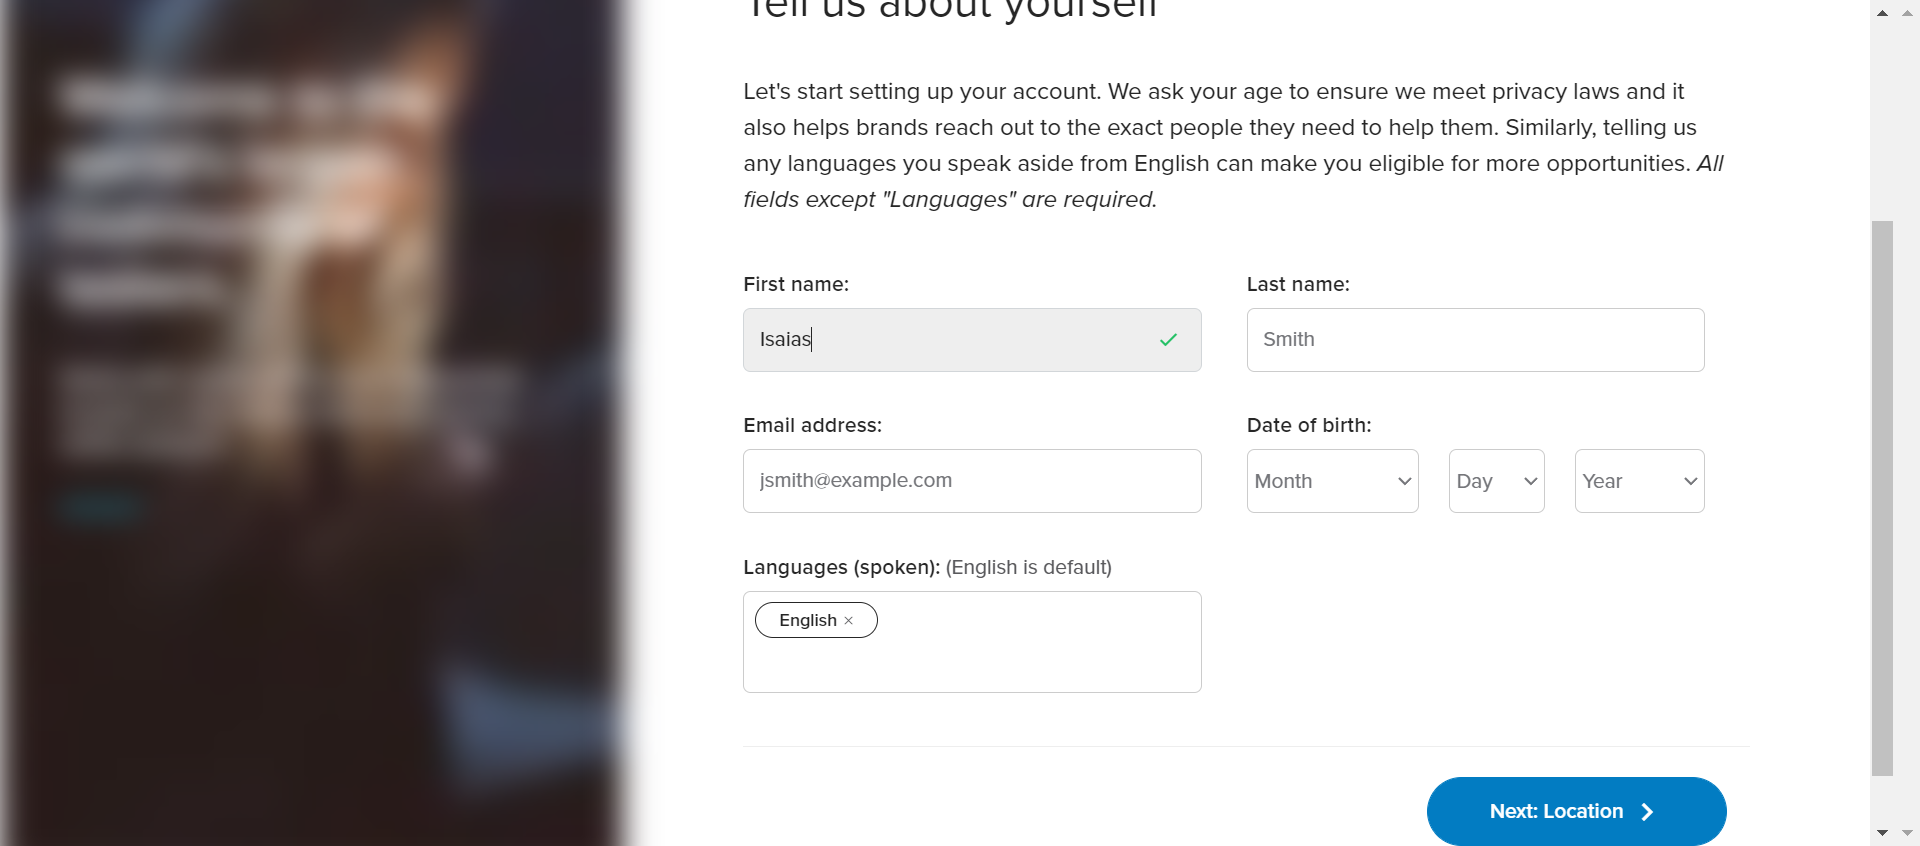 Tell us about yourself
Let's start setting up your account. We ask your age to ensure we meet privacy laws and it
also helps brands reach out to the exact people they need to help them. Similarly, telling us
any languages you speak aside from English can make you eligible for more opportunities. All
fields except "Languages" are required.
First name:
Last name:
Isaias
Smith
Email address:
Date of birth:
jsmith@example.com
Month
Day
Year
Languages (spoken): (English is default)
English ×
Next: Location